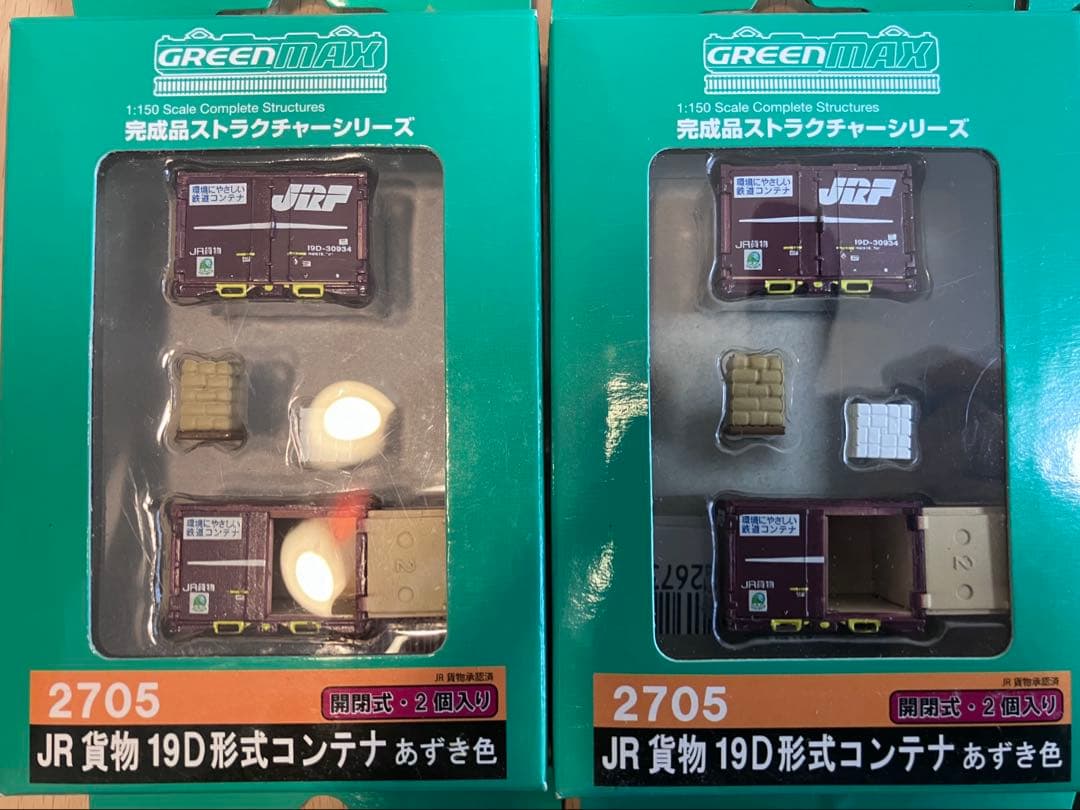 GREENMAX
1:150 Scale Complete Structures
完成品ストラクチャーシリーズ
環境にやさしい
鉄道コンテナ
JRF
19D-30934
JR貨物
環境にやさしい
鉄道コンテナ
JR貨物
2
JR貨物承認済
2705
開閉式・2個入り
JR貨物 19D形式コンテナ あずき色
GREENMAX
1:150 Scale Complete Structures
完成品ストラクチャーシリーズ
環境にやさしい
鉄道コンテナ
JRF
19D-30934
JR貨物
環境にやさしい
鉄道コンテナ
JR貨物
2
JR貨物承認済
2705
開閉式・2個入り
JR貨物 19D形式コンテナ あずき色